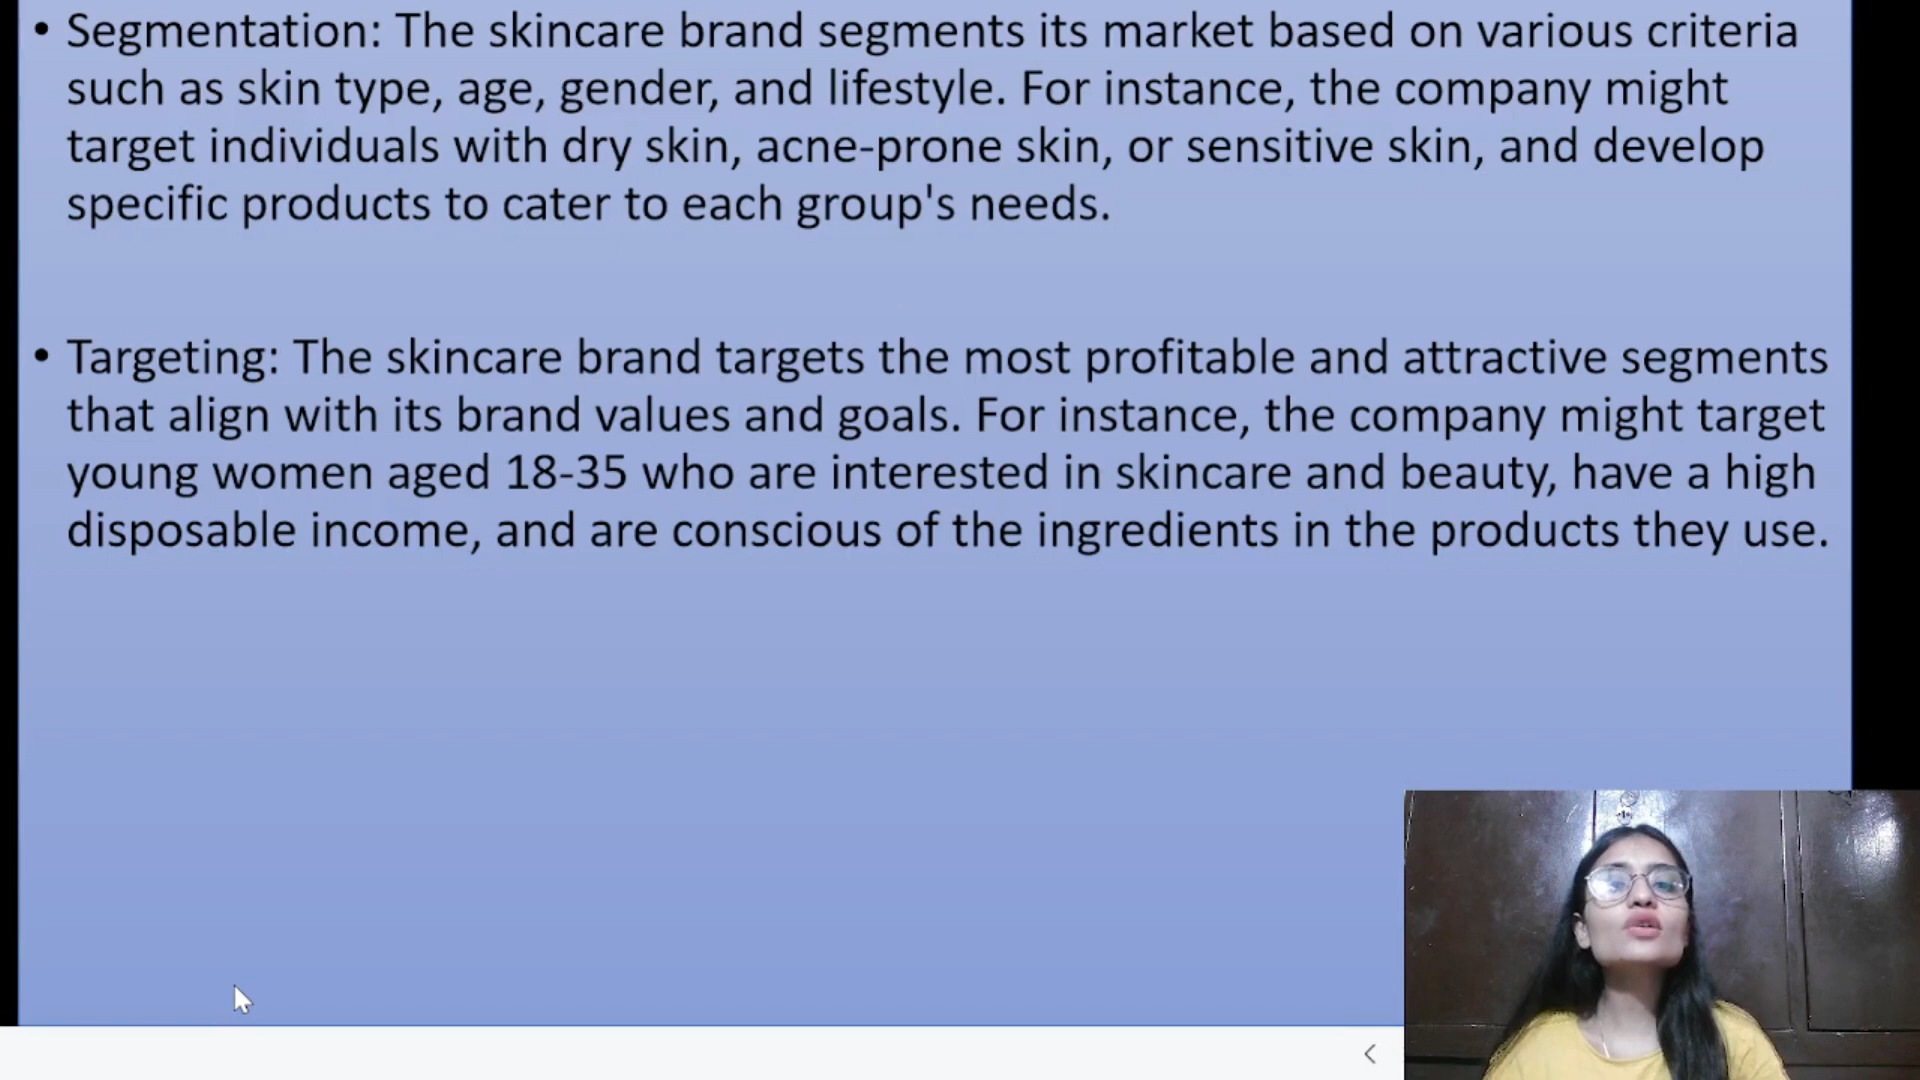 • Segmentation: The skincare brand segments its market based on various criteria
such as skin type, age, gender, and lifestyle. For instance, the company might
target individuals with dry skin, acne-prone skin, or sensitive skin, and develop
specific products to cater to each group's needs.
• Targeting: The skincare brand targets the most profitable and attractive segments
that align with its brand values and goals. For instance, the company might target
young women aged 18-35 who are interested in skincare and beauty, have a high
disposable income, and are conscious of the ingredients in the products they use.